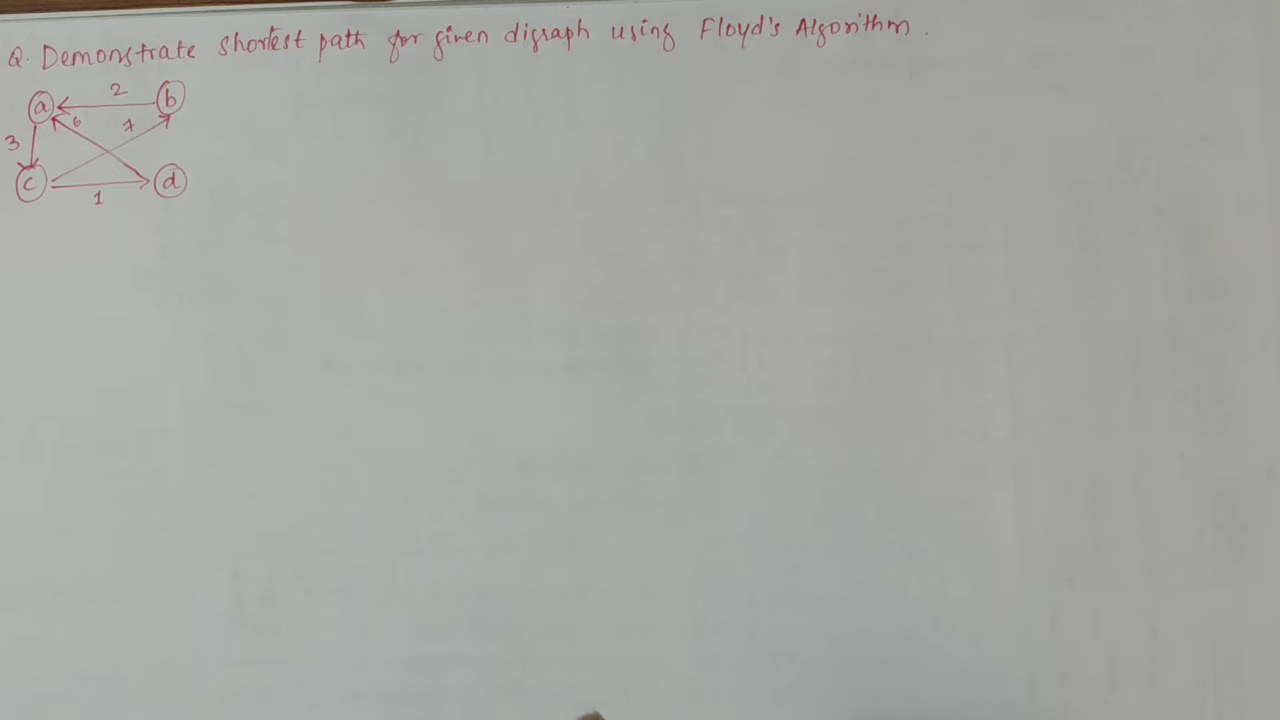 Q. Demonstrate shortest path for given digraph using Floyd's Algorithm.
a 2 b
6 7
3
c d
1